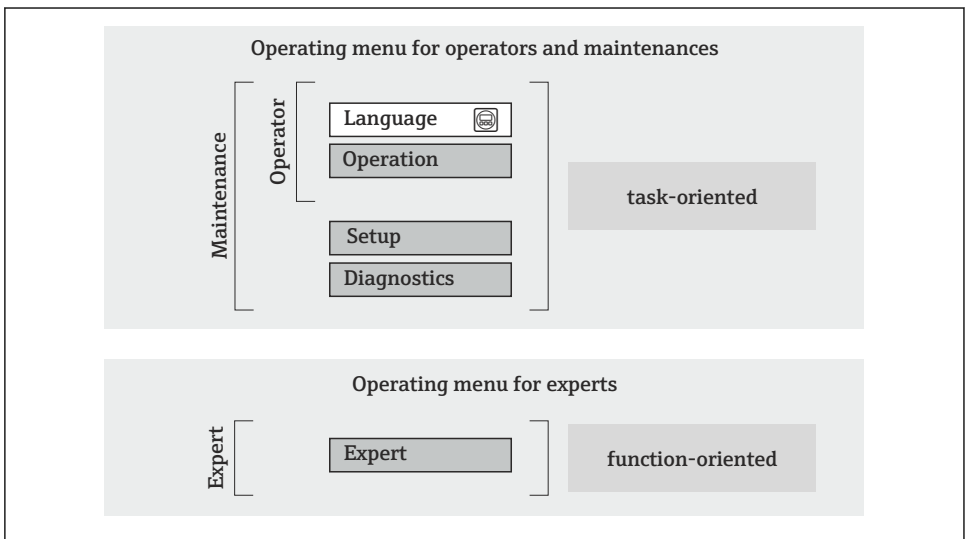 Operating menu for operators and maintenances
Maintenance
Operator
Language
Operation
Setup
Diagnostics
task-oriented
Operating menu for experts
Expert
Expert
function-oriented